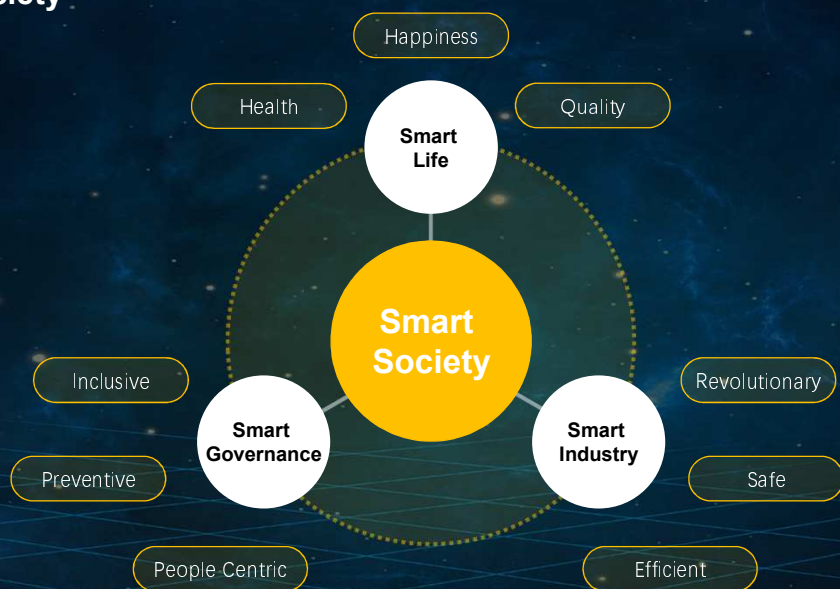 Happiness
Health
Quality
Smart
Life
Smart
Society
Inclusive
Revolutionary
Smart
Governance
Smart
Industry
Preventive
Safe
People Centric
Efficient